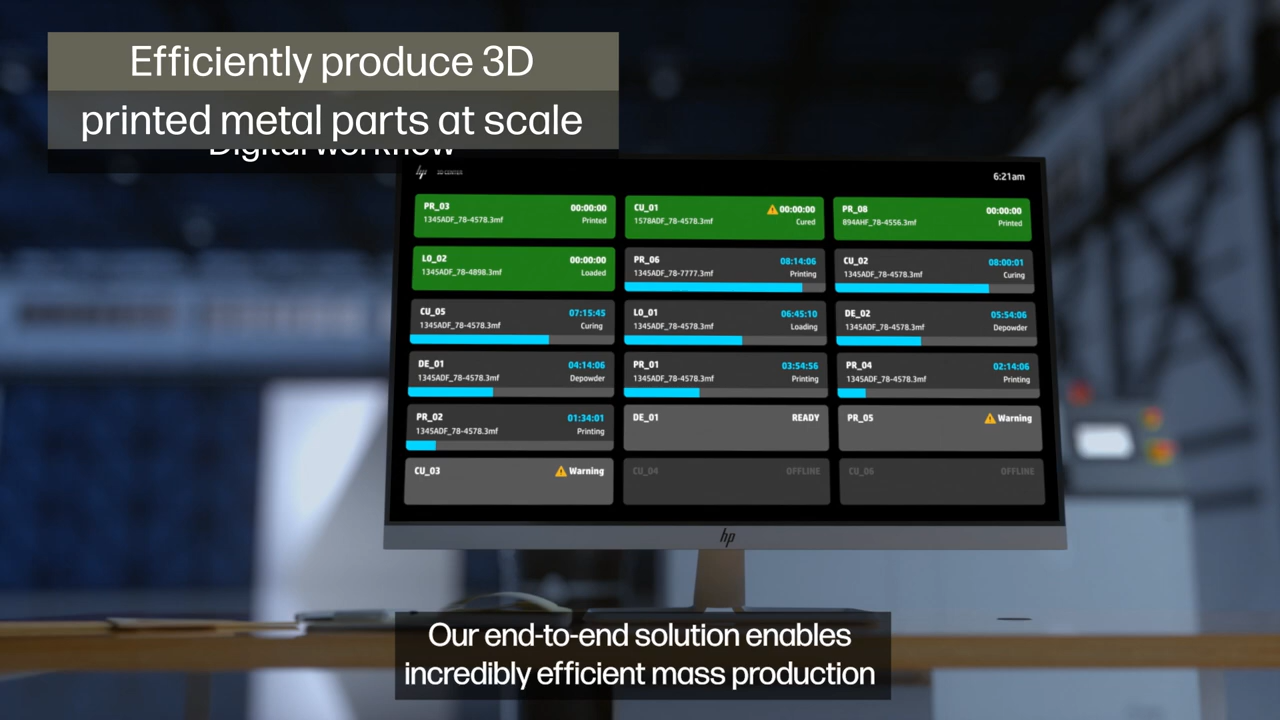 Efficiently produce 3D
printed metal parts at scale
Digital workflow
hp 3D CENTER
6:21am
PR_03 00:00:00
1345ADF_78-4578.3mf Printed
CU_01 00:00:00
1578ADF_78-4578.3mf Cured
PR_08 00:00:00
894AHF_78-4556.3mf Printed
LO_02 00:00:00
1345ADF_78-4898.3mf Loaded
PR_06 08:14:06
1345ADF_78-7777.3mf Printing
CU_02 08:00:01
1345ADF_78-4578.3mf Curing
CU_05 07:15:45
1345ADF_78-4578.3mf Curing
LO_01 06:45:10
1345ADF_78-4578.3mf Loading
DE_02 05:54:06
1345ADF_78-4578.3mf Depowder
DE_01 04:14:06
1345ADF_78-4578.3mf Depowder
PR_01 03:54:56
1345ADF_78-4578.3mf Printing
PR_04 02:14:06
1345ADF_78-4578.3mf Printing
PR_02 01:34:01
1345ADF_78-4578.3mf Printing
DE_01 READY
PR_05 Warning
CU_03 Warning
CU_04 OFFLINE
CU_06 OFFLINE
hp
Our end-to-end solution enables
incredibly efficient mass production